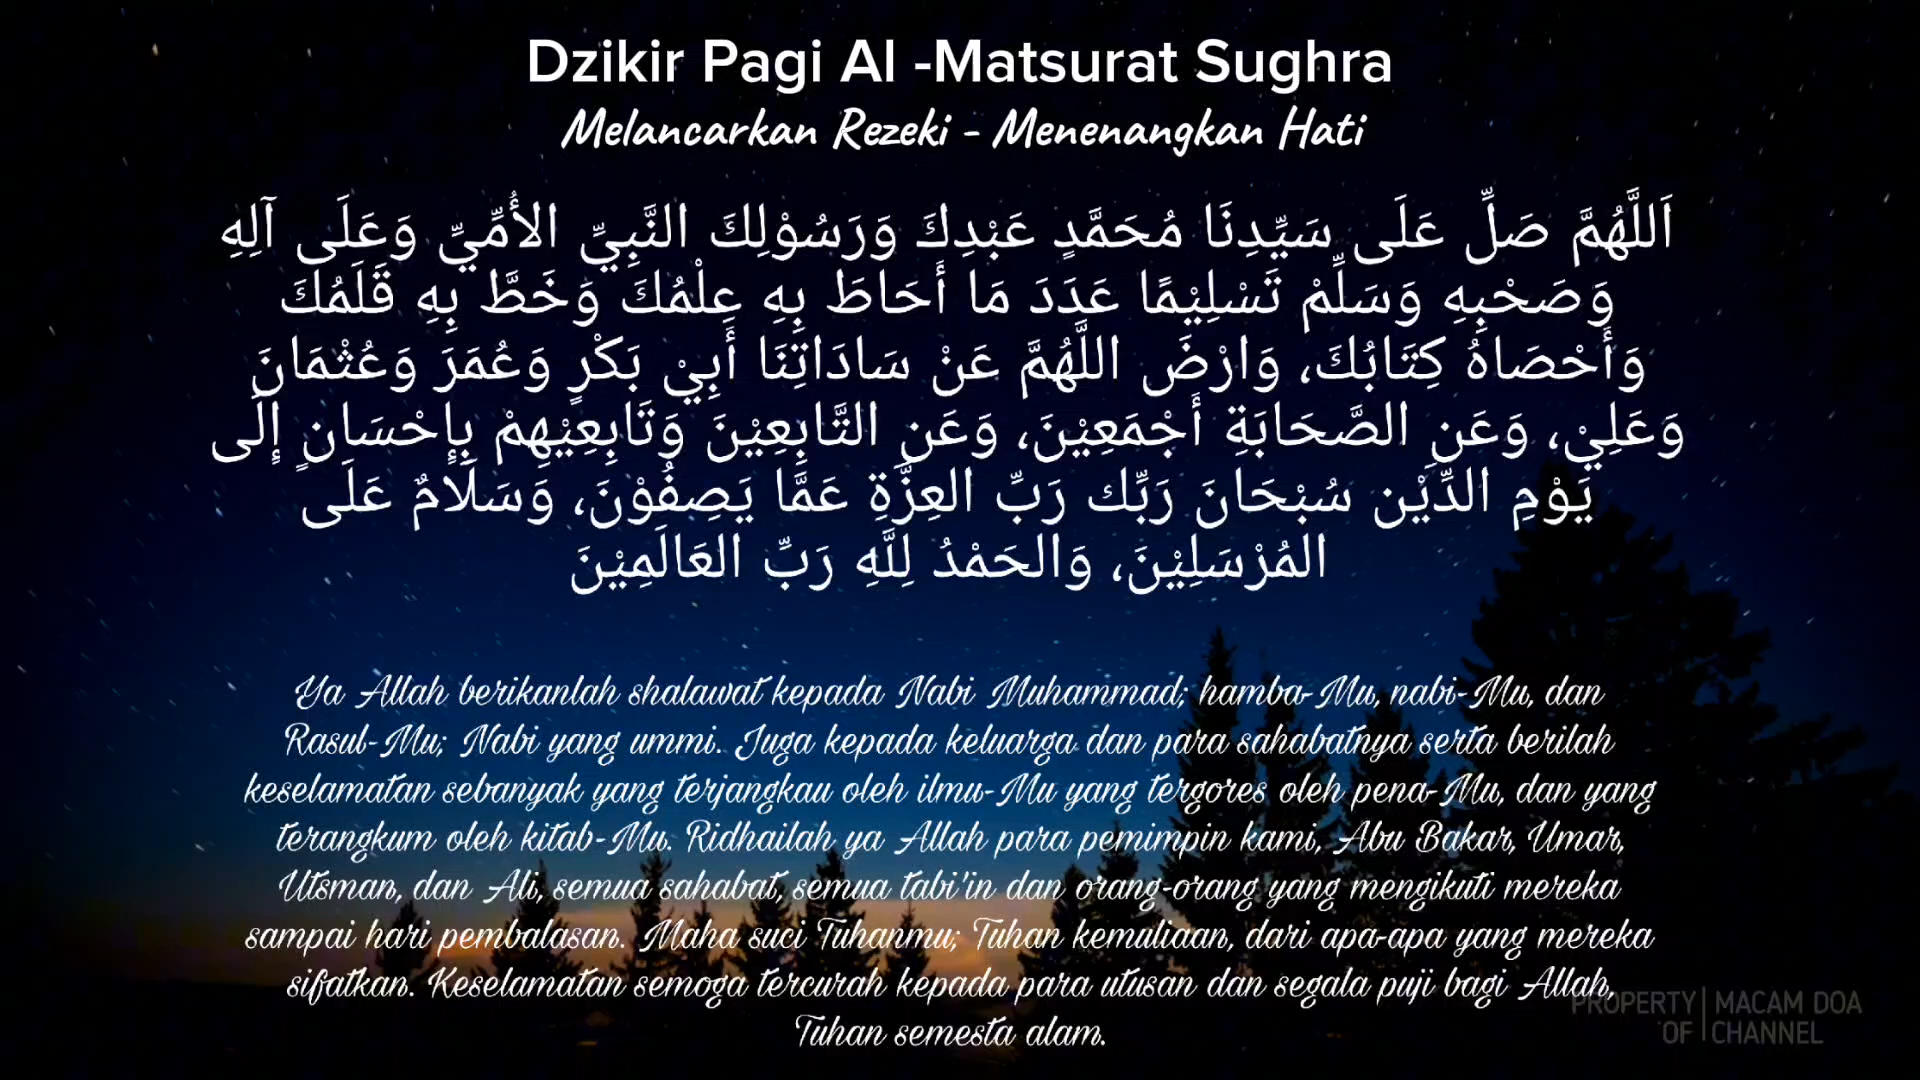 Dzikir Pagi Al -Matsurat Sughra
Melancarkan Rezeki - Menenangkan Hati
اَللَّهُمَّ صَلِّ عَلَى سَيِّدِنَا مُحَمَّدٍ عَبْدِكَ وَرَسُوْلِكَ النَّبِيِّ الأُمِّيِّ وَعَلَى آلِهِ
وَصَحْبِهِ وَسَلِّمْ تَسْلِيْمًا عَدَدَ مَا أَحَاطَ بِهِ عِلْمُكَ وَخَطَّ بِهِ قَلَمُكَ
وَأَحْصَاهُ كِتَابُكَ، وَارْضَ اللَّهُمَّ عَنْ سَادَاتِنَا أَبِيْ بَكْرٍ وَعُمَرَ وَعُثْمَانَ
وَعَلِيْ، وَعَنِ الصَّحَابَةِ أَجْمَعِيْنَ، وَعَنِ التَّابِعِيْنَ وَتَابِعِيْهِمْ بِإِحْسَانٍ إِلَى
يَوْمِ الدِّيْن سُبْحَانَ رَبِّك رَبِّ العِزَّةِ عَمَّا يَصِفُوْنَ، وَسَلَامٌ عَلَى
المُرْسَلِيْنَ، وَالحَمْدُ لِلَّهِ رَبِّ العَالَمِيْنَ
Ya Allah berikanlah shalawat kepada Nabi Muhammad; hamba-Mu, nabi-Mu, dan
Rasul-Mu; Nabi yang ummi. Juga kepada keluarga dan para sahabatnya serta berilah
keselamatan sebanyak yang terjangkau oleh ilmu-Mu yang tergores oleh pena-Mu, dan yang
terangkum oleh kitab-Mu. Ridhailah ya Allah para pemimpin kami, Abu Bakar, Umar,
Utsman, dan Ali, semua sahabat, semua tabi'in dan orang-orang yang mengikuti mereka
sampai hari pembalasan. Maha suci Tuhanmu; Tuhan kemuliaan, dari apa-apa yang mereka
sifatkan. Keselamatan semoga tercurah kepada para utusan dan segala puji bagi Allah,
Tuhan semesta alam.
PROPERTY OF
MACAM DOA CHANNEL